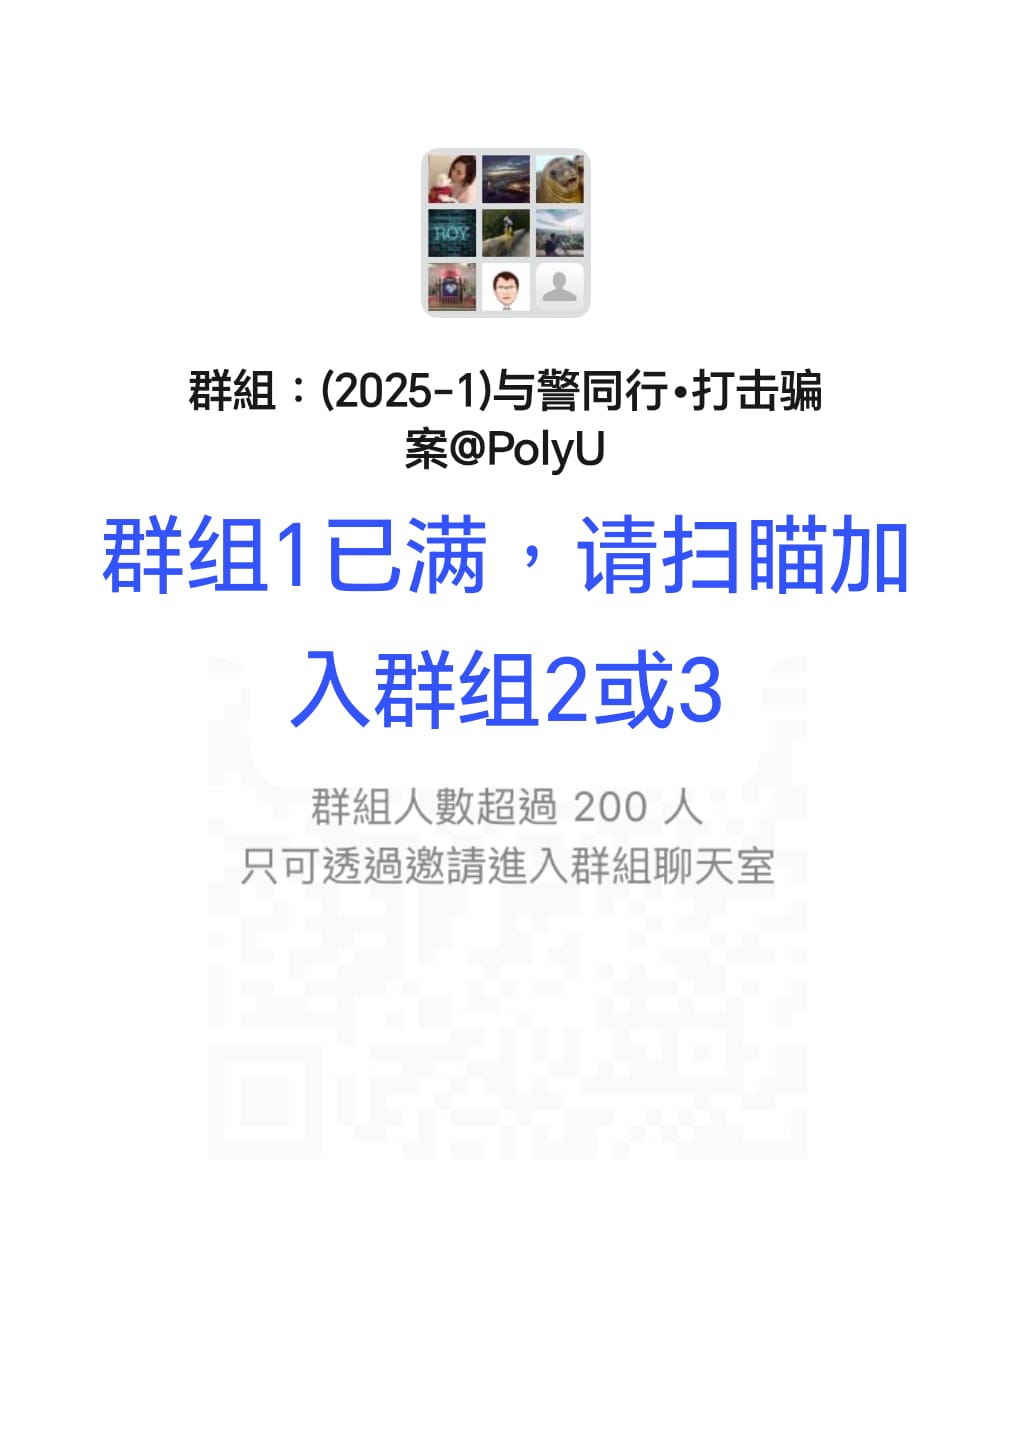 ROY
群組：(2025-1)与警同行•打击骗
案@PolyU
群组1已满，请扫瞄加
入群组2或3
群組人數超過 200 人
只可透過邀請進入群組聊天室